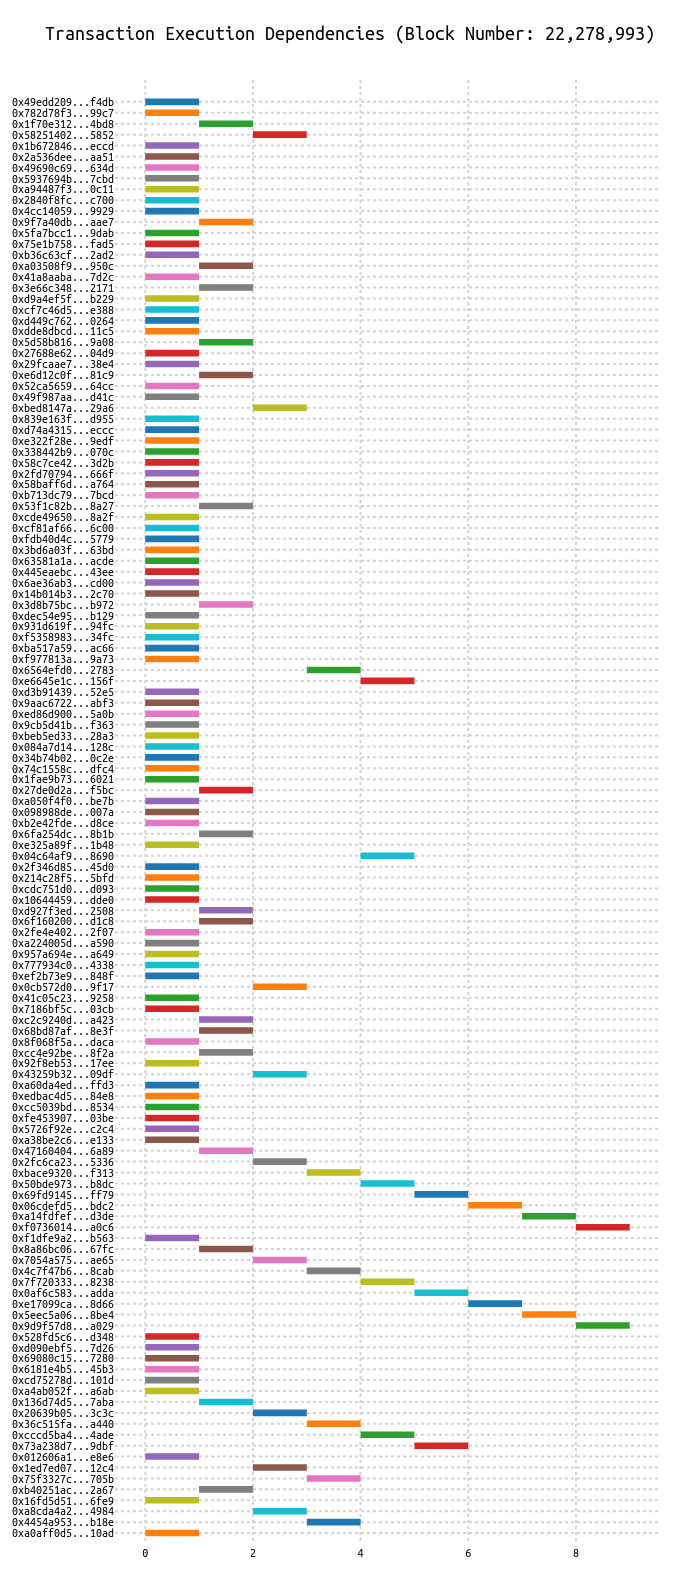 Transaction Execution Dependencies (Block Number: 22,278,993)
0x49edd209...f4db
0x782d78f3...99c7
0x1f70e312...4bd8
0x58251402...5852
0x1b672846...eccd
0x2a536dee...aa51
0x49690c69...634d
0x5937694b...7cbd
0xa94487f3...0c11
0x2840f8fc...c700
0x4cc14059...9929
0x9f7a40db...aae7
0x5fa7bcc1...9dab
0x75e1b758...fad5
0xb36c63cf...2ad2
0xa03508f9...950c
0x41a8aaba...7d2c
0x3e66c348...2171
0xd9a4ef5f...b229
0xcf7c46d5...e388
0xd449c762...0264
0xdde8dbcd...11c5
0x5d58b816...9a08
0x27688e62...04d9
0x29fcaae7...38e4
0xe6d12c0f...81c9
0x52ca5659...64cc
0x49f987aa...d41c
0xbed8147a...29a6
0x839e163f...d955
0xd74a4315...eccc
0xe322f28e...9edf
0x338442b9...070c
0x58c7ce42...3d2b
0x2fd70794...666f
0x58baff6d...a764
0xb713dc79...7bcd
0x53f1c82b...8a27
0xcde49650...8a2f
0xcf81af66...6c00
0xfdb40d4c...5779
0x3bd6a03f...63bd
0x63581a1a...acde
0x445eaebc...43ee
0x6ae36ab3...cd00
0x14b014b3...2c70
0x3d8b75bc...b972
0xdec54e95...b129
0x931d619f...94fc
0xf5358983...34fc
0xba517a59...ac66
0xf977813a...9a73
0x6564efd0...2783
0xe6645e1c...156f
0xd3b91439...52e5
0x9aac6722...abf3
0xed86d900...5a0b
0x9cb5d41b...f363
0xbeb5ed33...28a3
0x084a7d14...128c
0x34b74b02...0c2e
0x74c1558c...dfc4
0x1fae9b73...6021
0x27de0d2a...f5bc
0xa050f4f0...be7b
0x098988de...007a
0xb2e42fde...d8ce
0x6fa254dc...8b1b
0xe325a89f...1b48
0x04c64af9...8690
0x2f346d85...45d0
0x214c28f5...5bfd
0xcdc751d0...d093
0x10644459...dde0
0xd927f3ed...2508
0x6f160200...d1c8
0x2fe4e402...2f07
0xa224005d...a590
0x957a694e...a649
0x777934c0...4338
0xef2b73e9...848f
0x0cb572d0...9f17
0x41c05c23...9258
0x7186bf5c...03cb
0xc2c9240d...a423
0x68bd87af...8e3f
0x8f068f5a...daca
0xcc4e92be...8f2a
0x92f8eb53...17ee
0x43259b32...09df
0xa60da4ed...ffd3
0xedbac4d5...84e8
0xcc5039bd...8534
0xfe453907...03be
0x5726f92e...c2c4
0xa38be2c6...e133
0x47160404...6a89
0x2fc6ca23...5336
0xbace9320...f313
0x50bde973...b8dc
0x69fd9145...ff79
0x06cdefd5...bdc2
0xa14fdfef...d3de
0xf0736014...a0c6
0xf1dfe9a2...b563
0x8a86bc06...67fc
0x7054a575...ae65
0x4c7f47b6...8cab
0x7f720333...8238
0x0af6c583...adda
0xe17099ca...8d66
0x5eec5a06...8be4
0x9d9f57d8...a029
0x528fd5c6...d348
0xd090ebf5...7d26
0x69080c15...7280
0x6181e4b5...45b3
0xcd75278d...101d
0xa4ab052f...a6ab
0x136d74d5...7aba
0x20639b05...3c3c
0x36c515fa...a440
0xcccd5ba4...4ade
0x73a238d7...9dbf
0x012606a1...e8e6
0x1ed7ed07...12c4
0x75f3327c...705b
0xb40251ac...2a67
0x16fd5d51...6fe9
0xa8cda4a2...4984
0x4454a953...b18e
0xa0aff0d5...10ad
0 2 4 6 8